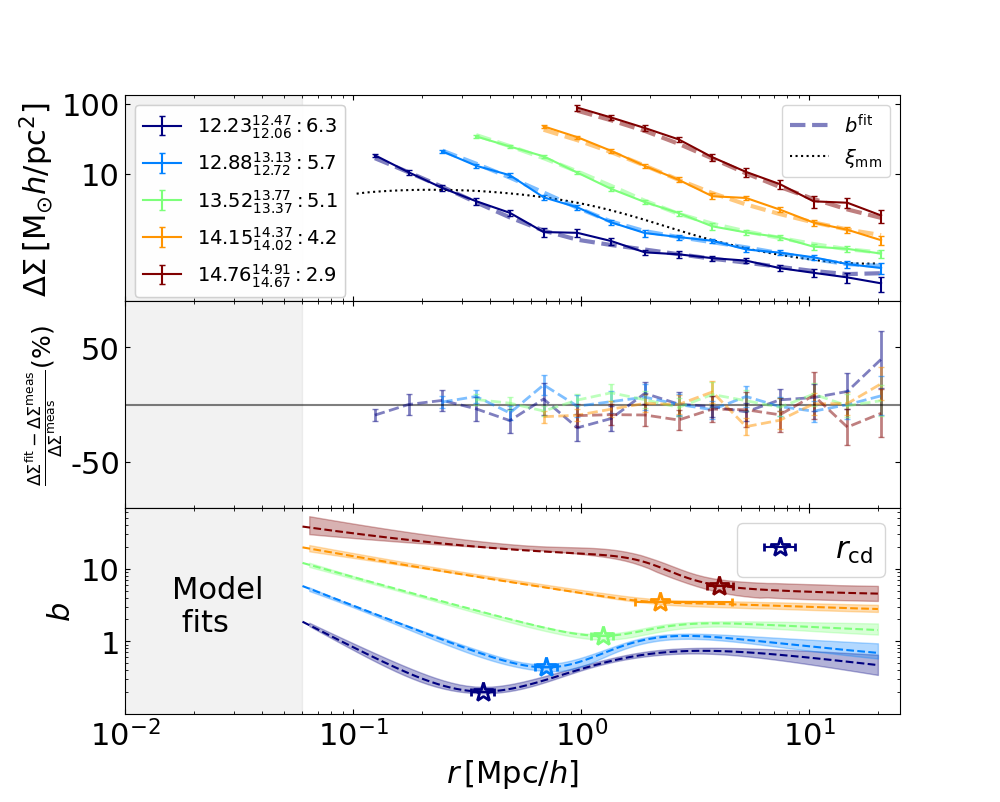 100
10
ΔΣ [M⊙h/pc²]
12.23^{12.47}_{12.06} : 6.3
12.88^{13.13}_{12.72} : 5.7
13.52^{13.77}_{13.37} : 5.1
14.15^{14.37}_{14.02} : 4.2
14.76^{14.91}_{14.67} : 2.9
b^{fit}
ξ_{mm}
50
-50
ΔΣ^{fit} − ΔΣ^{meas}
ΔΣ^{meas}
(%)
10
1
b
Model
fits
r_{cd}
10^{−2}
10^{−1}
10^{0}
10^{1}
r [Mpc/h]